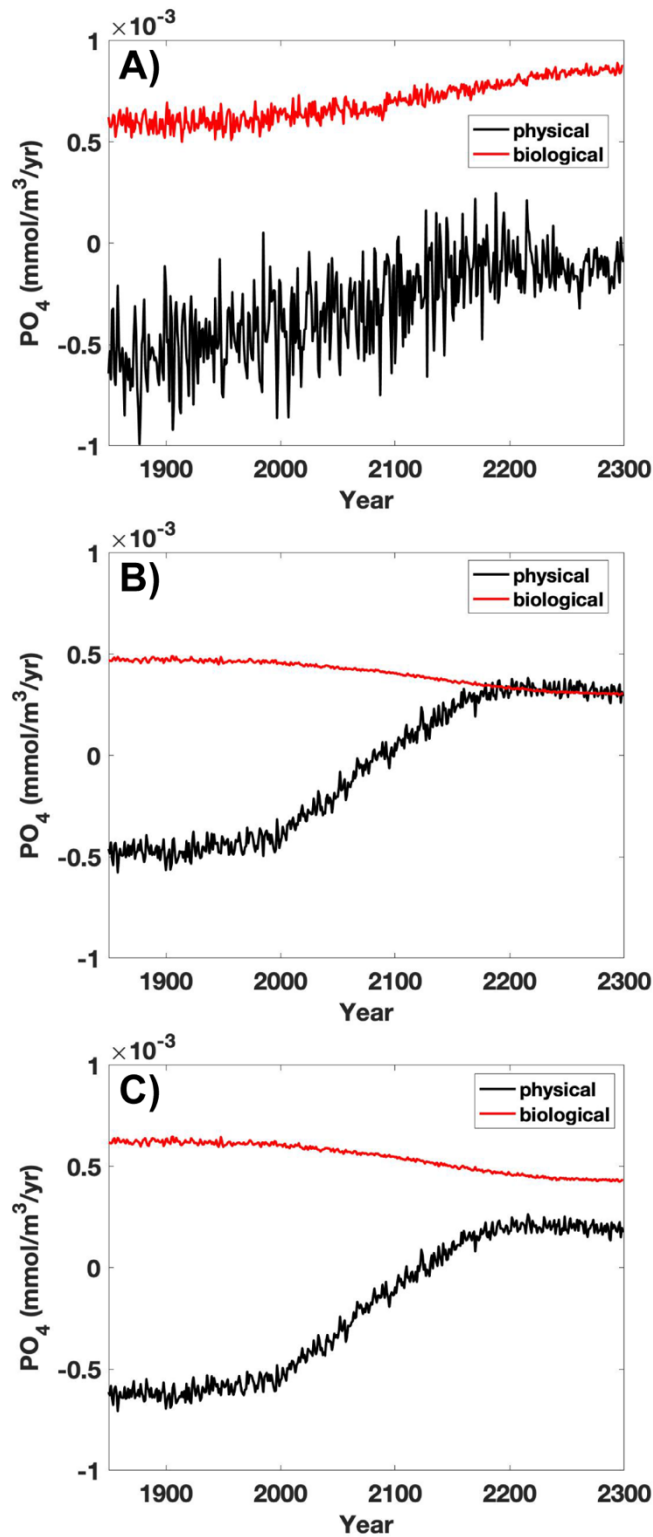 ×10⁻³
A)
1
0.5
0
-0.5
-1
PO₄ (mmol/m³/yr)
physical
biological
1900 2000 2100 2200 2300
Year
×10⁻³
B)
1
0.5
0
-0.5
-1
PO₄ (mmol/m³/yr)
physical
biological
1900 2000 2100 2200 2300
Year
×10⁻³
C)
1
0.5
0
-0.5
-1
PO₄ (mmol/m³/yr)
physical
biological
1900 2000 2100 2200 2300
Year